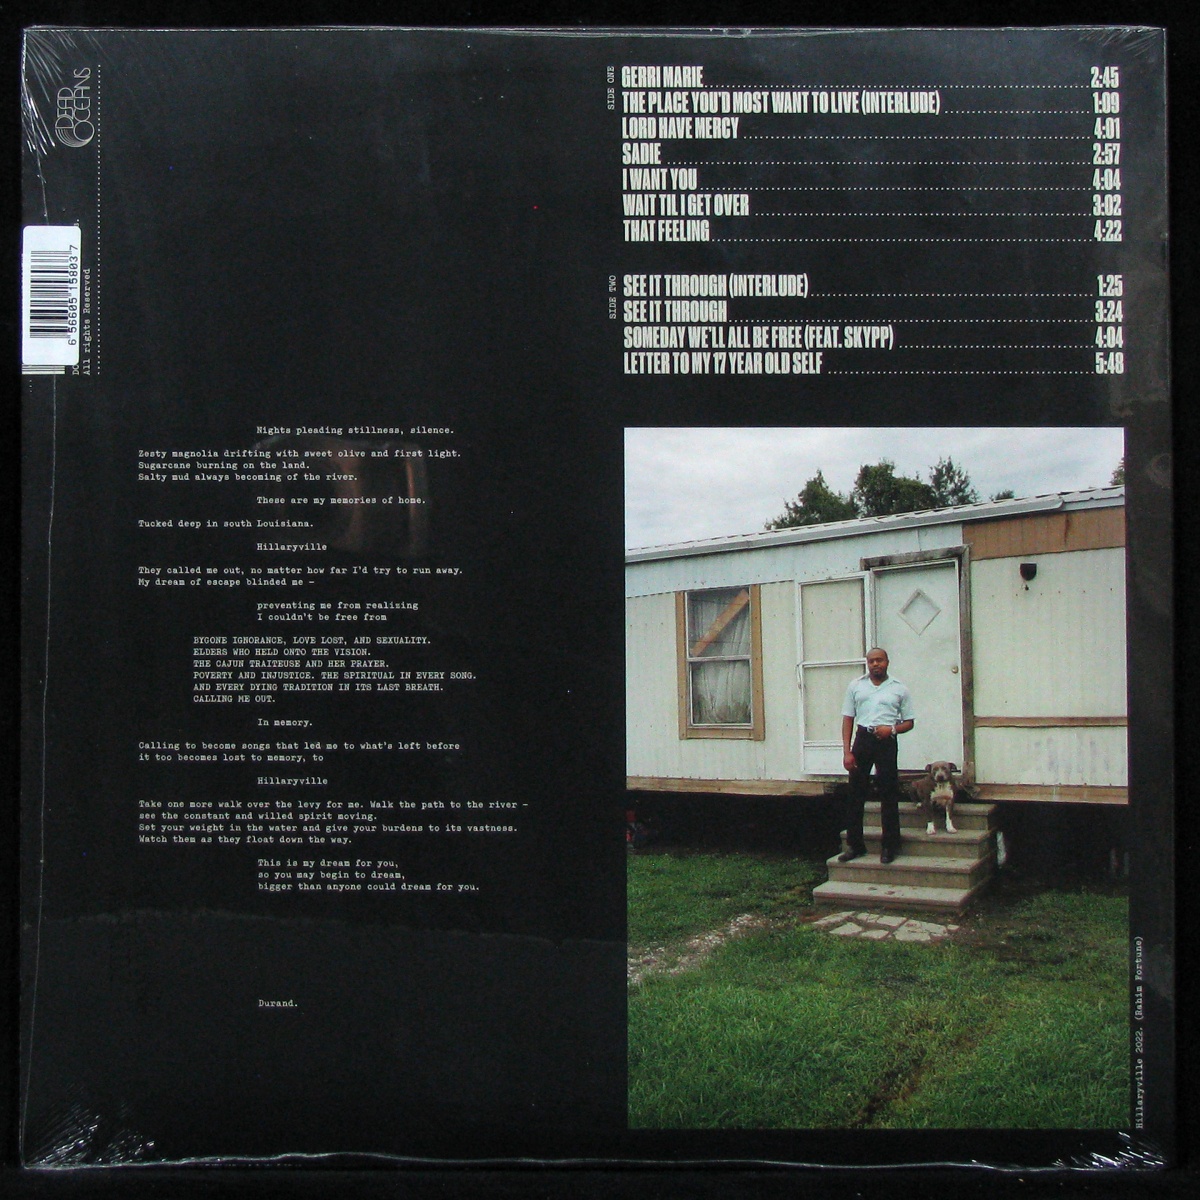 DEAD
OCEANS
6 56605 15803 7
All rights Reserved
SIDE ONE
GERRI MARIE 2:45
THE PLACE YOU'D MOST WANT TO LIVE (INTERLUDE) 1:09
LORD HAVE MERCY 4:01
SADIE 2:57
I WANT YOU 4:04
WAIT TIL I GET OVER 3:02
THAT FEELING 4:22
SIDE TWO
SEE IT THROUGH (INTERLUDE) 1:25
SEE IT THROUGH 3:24
SOMEDAY WE'LL ALL BE FREE (FEAT. SKYPP) 4:04
LETTER TO MY 17 YEAR OLD SELF 5:48
Nights pleading stillness, silence.
Zesty magnolia drifting with sweet olive and first light.
Sugarcane burning on the land.
Salty mud always becoming of the river.
These are my memories of home.
Tucked deep in south Louisiana.
Hillaryville
They called me out, no matter how far I'd try to run away.
My dream of escape blinded me –
preventing me from realizing
I couldn't be free from
BYGONE IGNORANCE, LOVE LOST, AND SEXUALITY.
ELDERS WHO HELD ONTO THE VISION.
THE CAJUN TRAITEUSE AND HER PRAYER.
POVERTY AND INJUSTICE. THE SPIRITUAL IN EVERY SONG.
AND EVERY DYING TRADITION IN ITS LAST BREATH.
CALLING ME OUT.
In memory.
Calling to become songs that led me to what's left before
it too becomes lost to memory, to
Hillaryville
Take one more walk over the levy for me. Walk the path to the river –
see the constant and willed spirit moving.
Set your weight in the water and give your burdens to its vastness.
Watch them as they float down the way.
This is my dream for you,
so you may begin to dream,
bigger than anyone could dream for you.
Durand.
Hillaryville 2022. (Rahim Fortune)